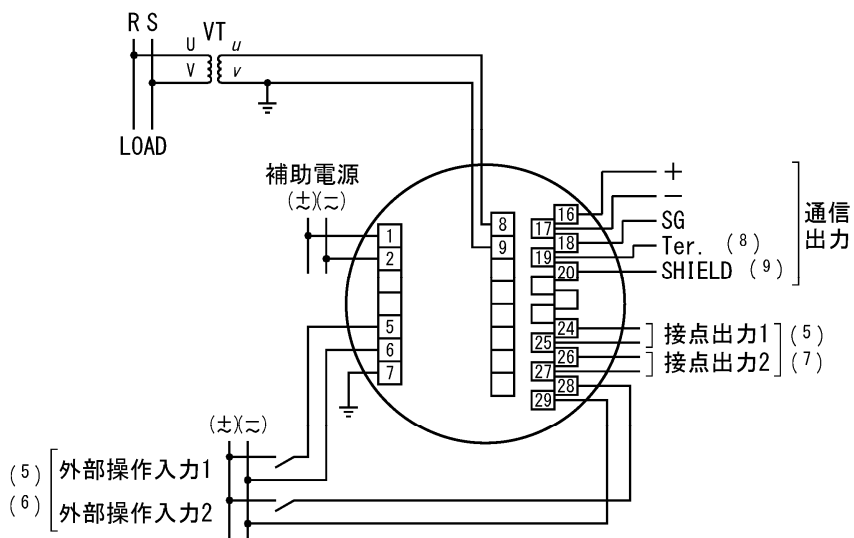 R S
VT
U u
V v
LOAD
補助電源
(±)(∓)
1
2
5
6
7
8
9
16
17
18
19
20
24
25
26
27
28
29
+
−
SG
Ter. (8)
SHIELD (9)
通信
出力
接点出力1 (5)
接点出力2 (7)
(±)(∓)
(5) 外部操作入力1
(6) 外部操作入力2